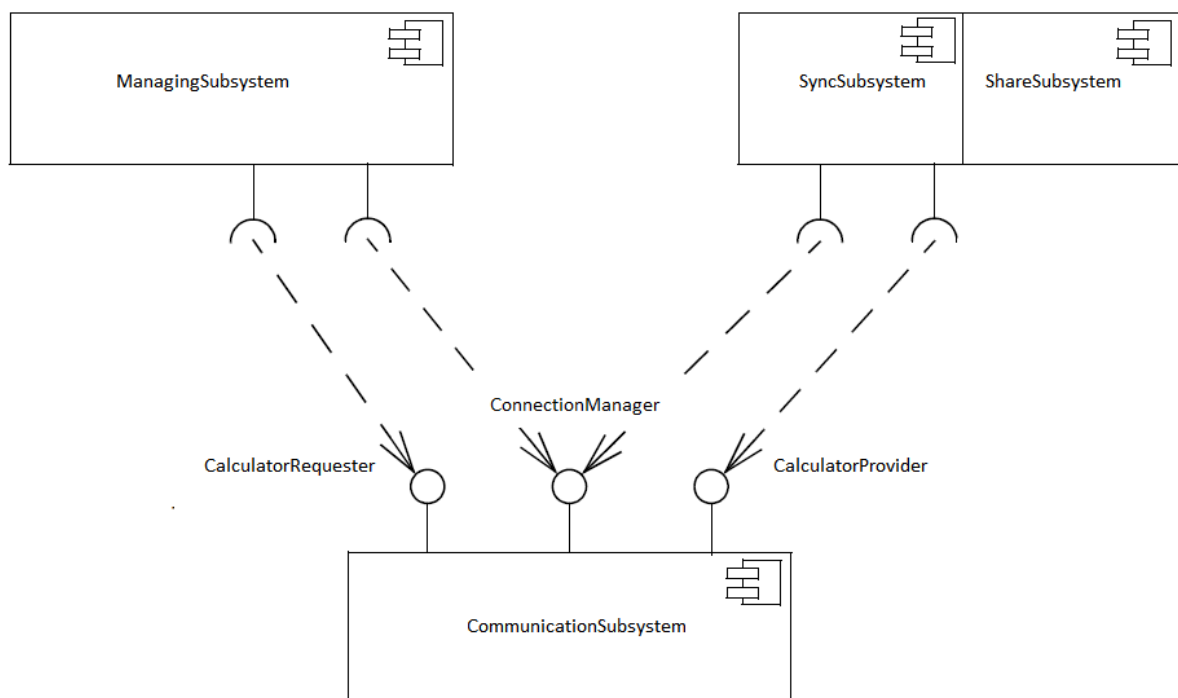 ManagingSubsystem
SyncSubsystem
ShareSubsystem
ConnectionManager
CalculatorRequester
CalculatorProvider
CommunicationSubsystem